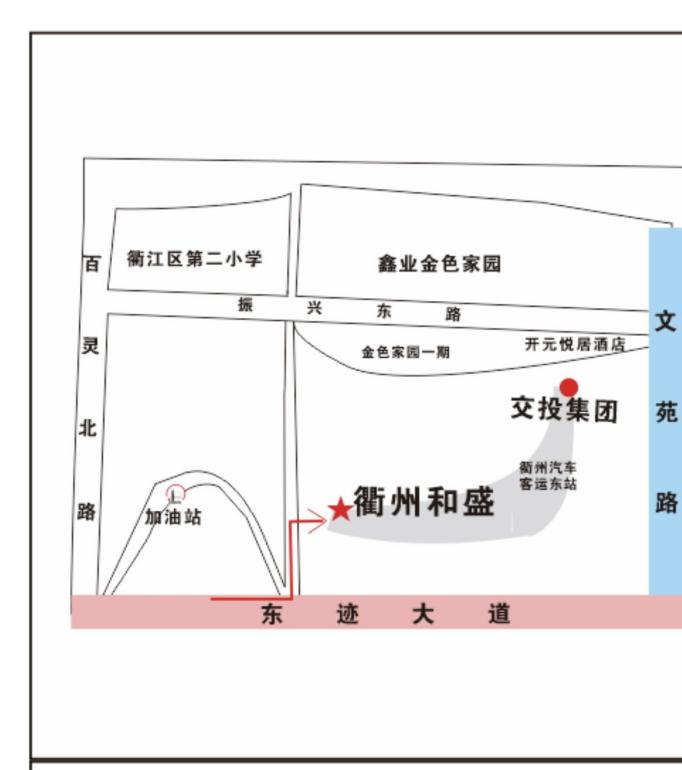 衢江区第二小学
鑫业金色家园
百灵北路
振兴东路
文苑路
金色家园一期
开元悦居酒店
交投集团
衢州汽车
客运东站
衢州和盛
加油站
东迹大道